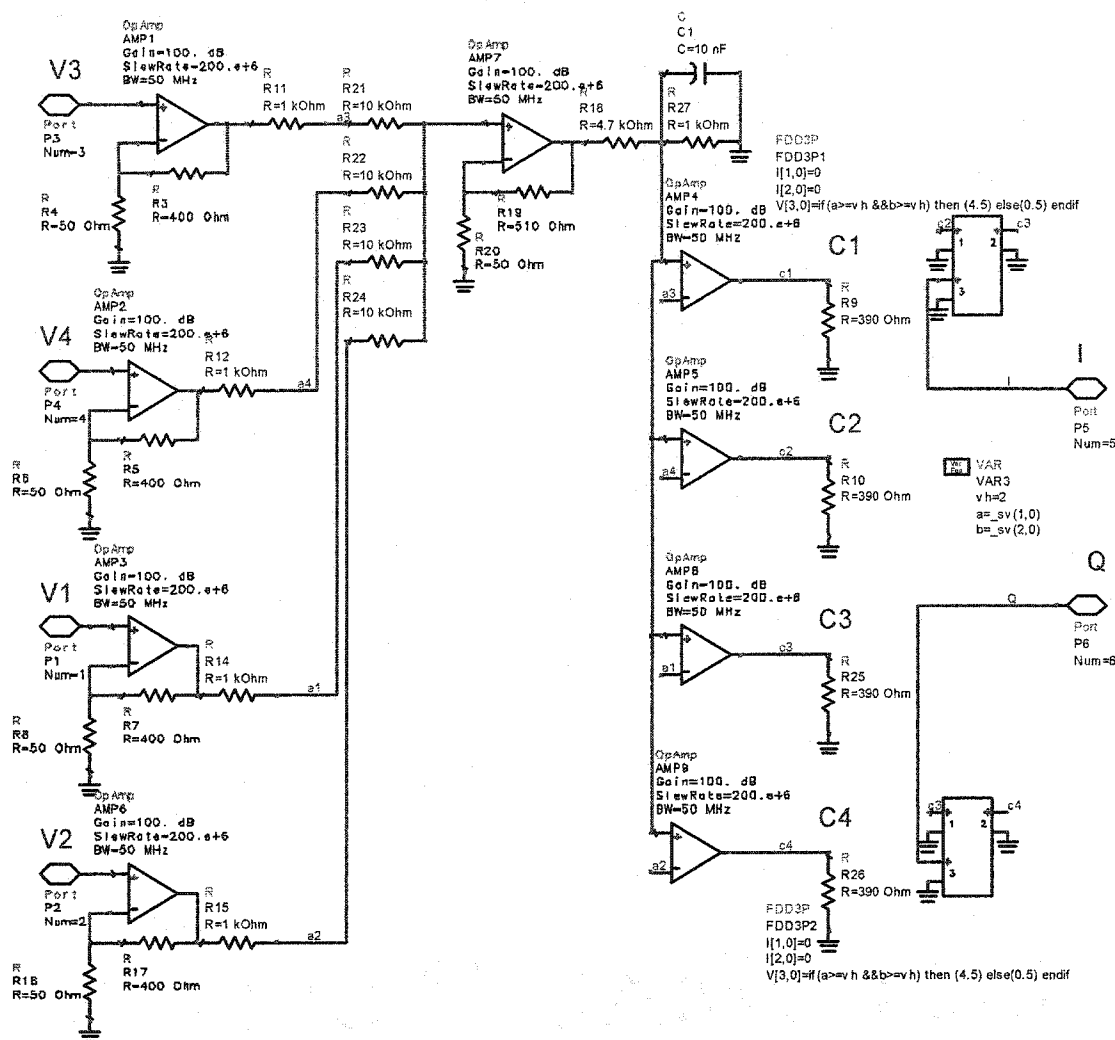 OpAmp
AMP1
Gain=100. dB
SlewRate=200.e+6
BW=50 MHz
V3
Port
P3
Num=3
R
R4
R=50 Ohm
R
R3
R=400 Ohm
R
R11
R=1 kOhm
a3
R
R21
R=10 kOhm
R
R22
R=10 kOhm
R
R23
R=10 kOhm
R
R24
R=10 kOhm
OpAmp
AMP7
Gain=100. dB
SlewRate=200.e+6
BW=50 MHz
R
R19
R=510 Ohm
R
R20
R=50 Ohm
R
R18
R=4.7 kOhm
C
C1
C=10 nF
R
R27
R=1 kOhm
OpAmp
AMP2
Gain=100. dB
SlewRate=200.e+6
BW=50 MHz
V4
Port
P4
Num=4
R
R6
R=50 Ohm
R
R5
R=400 Ohm
R
R12
R=1 kOhm
a4
OpAmp
AMP3
Gain=100. dB
SlewRate=200.e+6
BW=50 MHz
V1
Port
P1
Num=1
R
R8
R=50 Ohm
R
R7
R=400 Ohm
R
R14
R=1 kOhm
a1
OpAmp
AMP6
Gain=100. dB
SlewRate=200.e+6
BW=50 MHz
V2
Port
P2
Num=2
R
R16
R=50 Ohm
R
R17
R=400 Ohm
R
R15
R=1 kOhm
a2
OpAmp
AMP4
Gain=100. dB
SlewRate=200.e+6
BW=50 MHz
a3
c1
C1
R
R9
R=390 Ohm
OpAmp
AMP5
Gain=100. dB
SlewRate=200.e+6
BW=50 MHz
a4
c2
C2
R
R10
R=390 Ohm
OpAmp
AMP8
Gain=100. dB
SlewRate=200.e+6
BW=50 MHz
a1
c3
C3
R
R25
R=390 Ohm
OpAmp
AMP9
Gain=100. dB
SlewRate=200.e+6
BW=50 MHz
a2
c4
C4
R
R26
R=390 Ohm
FDD3P
FDD3P1
I[1,0]=0
I[2,0]=0
V[3,0]=if(a>=vh &&b>=vh) then (4.5) else(0.5) endif
c2
c3
1
2
3
I
I
Port
P5
Num=5
Var
Eqn
VAR
VAR3
vh=2
a=_sv(1,0)
b=_sv(2,0)
Q
Q
Port
P6
Num=6
c3
c4
1
2
3
FDD3P
FDD3P2
I[1,0]=0
I[2,0]=0
V[3,0]=if(a>=vh &&b>=vh) then (4.5) else(0.5) endif